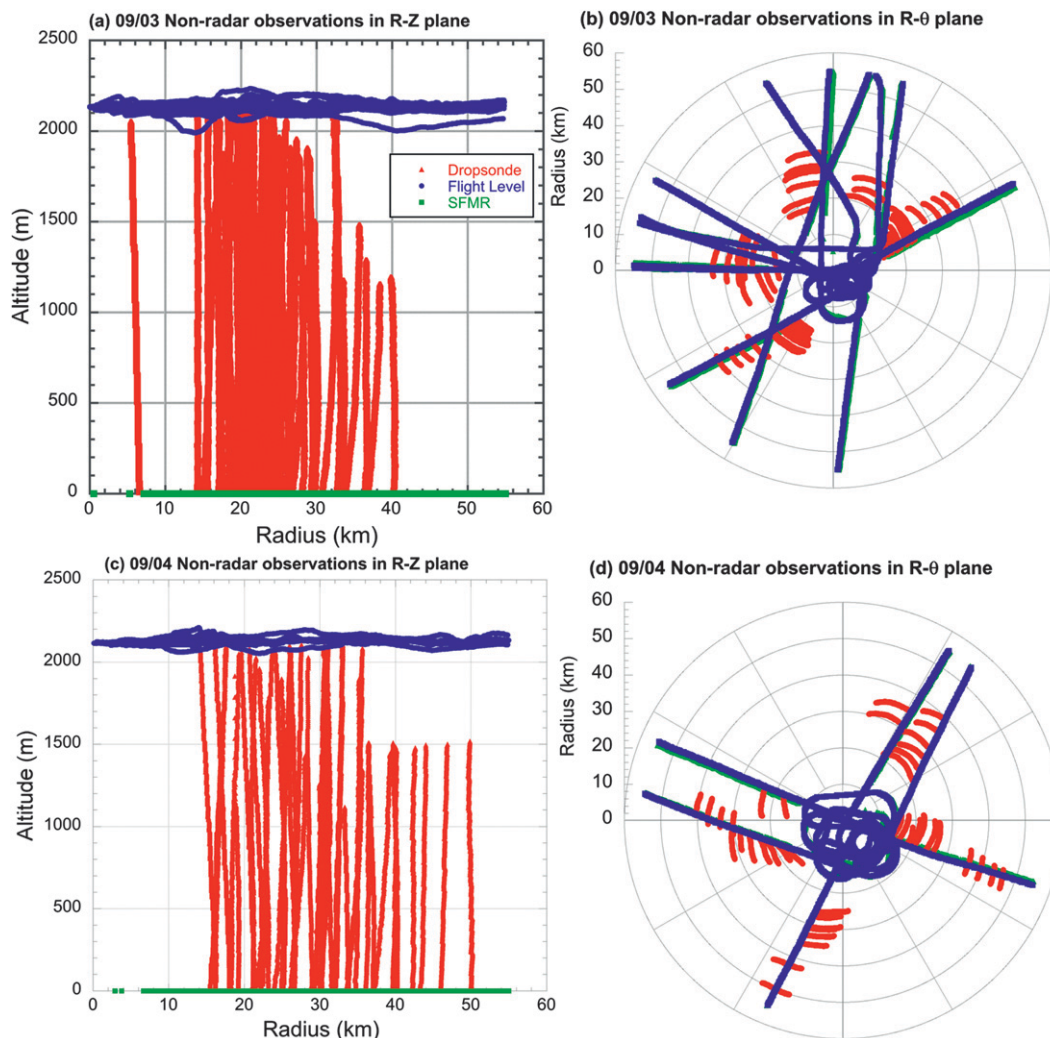 (a) 09/03 Non-radar observations in R-Z plane
2500
2000
1500
1000
500
0
Altitude (m)
Dropsonde
Flight Level
SFMR
0 10 20 30 40 50 60
Radius (km)
(b) 09/03 Non-radar observations in R-θ plane
60
50
40
30
20
10
0
Radius (km)
(c) 09/04 Non-radar observations in R-Z plane
2500
2000
1500
1000
500
0
Altitude (m)
0 10 20 30 40 50 60
Radius (km)
(d) 09/04 Non-radar observations in R-θ plane
60
50
40
30
20
10
0
Radius (km)